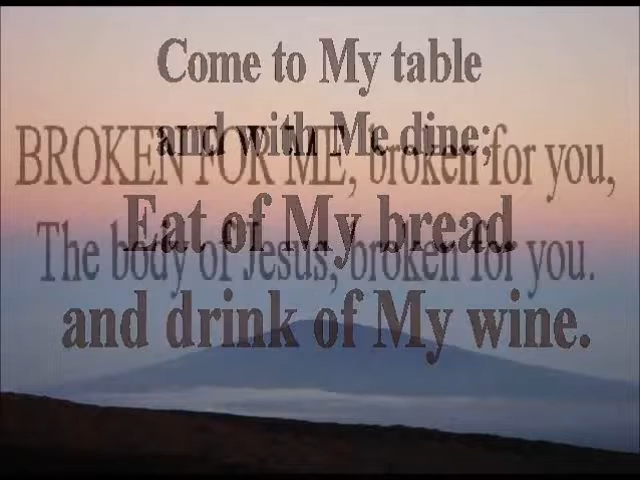 Come to My table
and with Me dine;
BROKEN FOR ME, broken for you,
Eat of My bread
The body of Jesus, broken for you.
and drink of My wine.